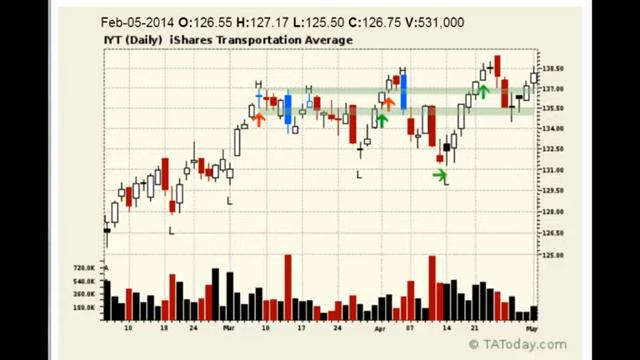 Feb-05-2014 O:126.55 H:127.17 L:125.50 C:126.75 V:531,000
IYT (Daily) iShares Transportation Average
138.50
137.00
135.50
134.00
132.50
131.00
129.50
128.00
126.50
125.00
H
H
H
L
L
L
L
A
720.0K
540.0K
360.0K
180.0K
10 18 24 Mar 10 17 24 Apr 07 14 21 May
© TAToday.com